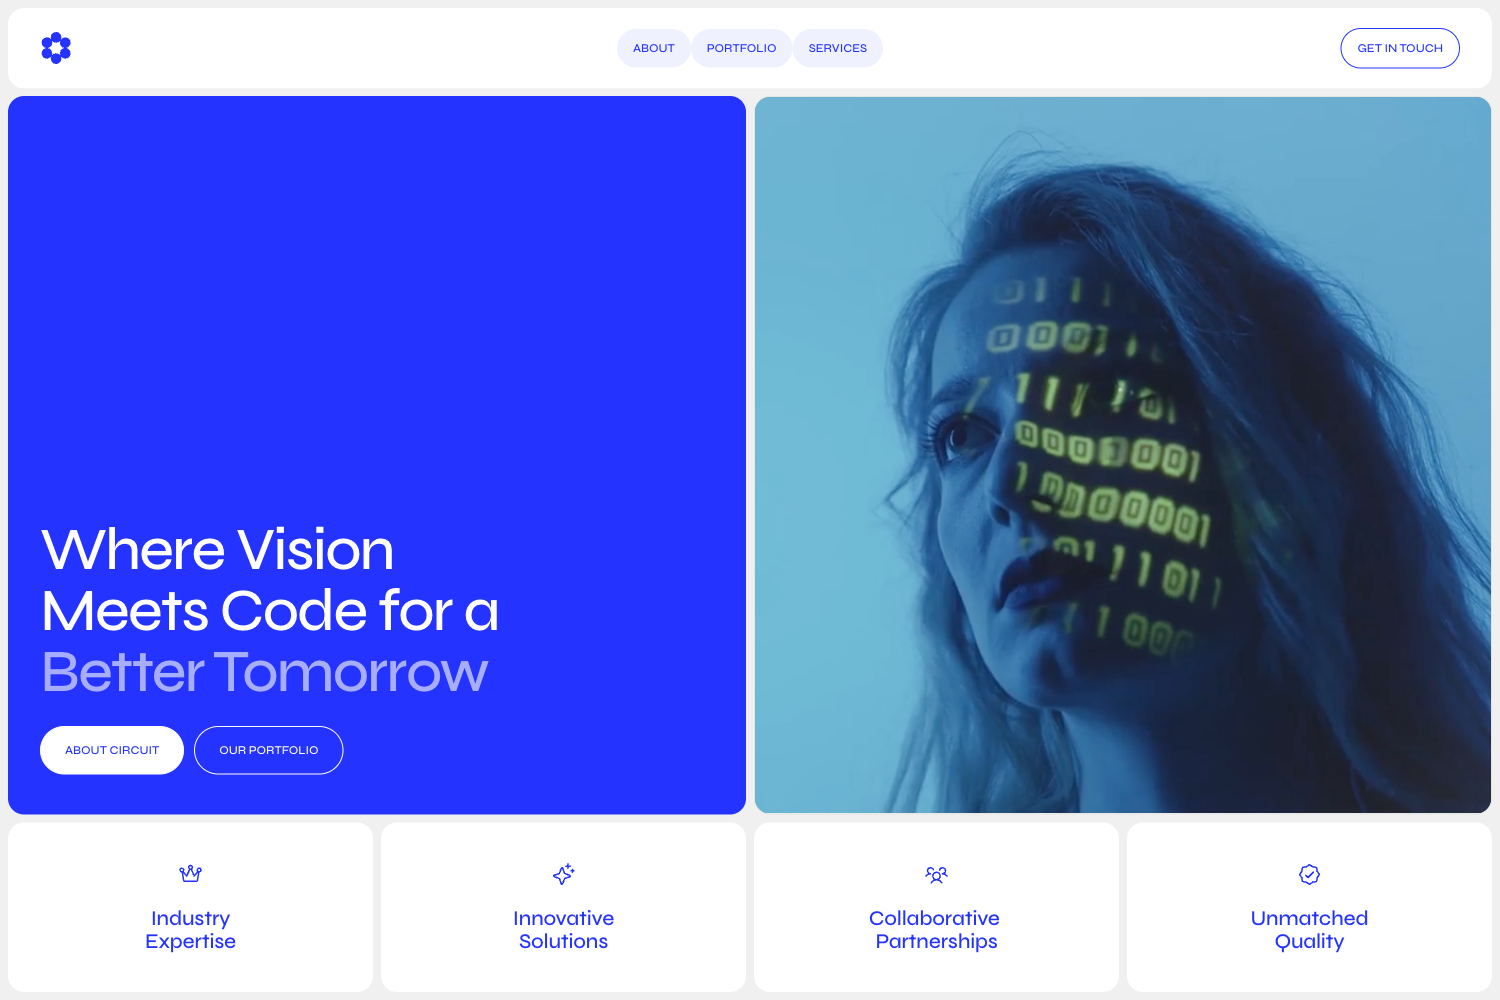 ABOUT
PORTFOLIO
SERVICES
GET IN TOUCH
Where Vision
Meets Code for a
Better Tomorrow
ABOUT CIRCUIT
OUR PORTFOLIO
Industry
Expertise
Innovative
Solutions
Collaborative
Partnerships
Unmatched
Quality